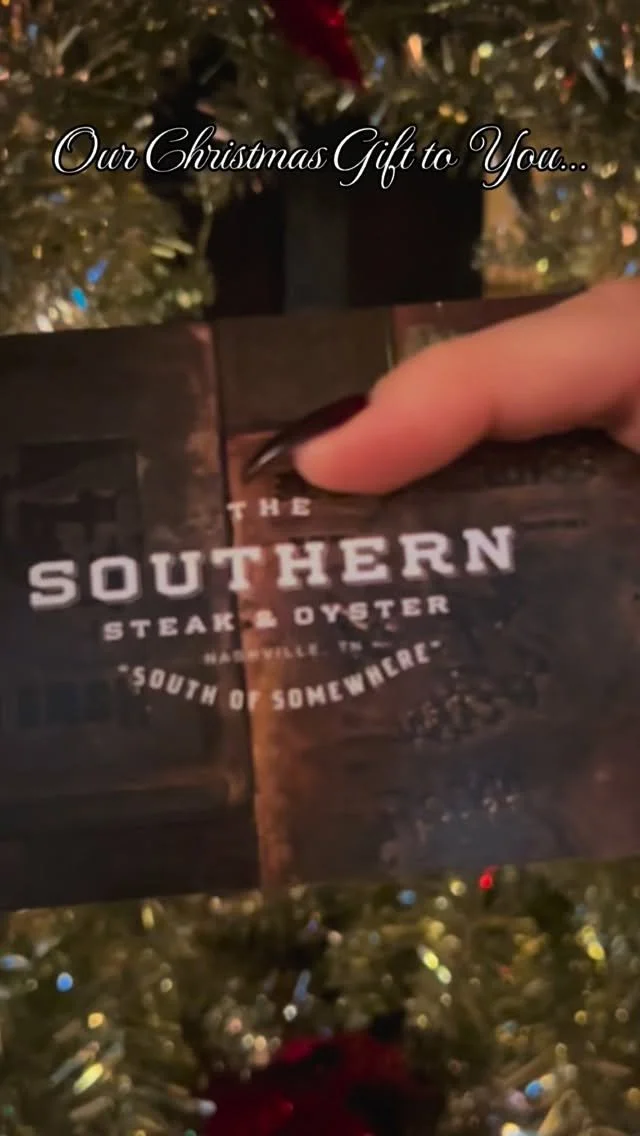 Our Christmas Gift to You...
THE
SOUTHERN
STEAK & OYSTER
NASHVILLE, TN
"SOUTH OF SOMEWHERE"